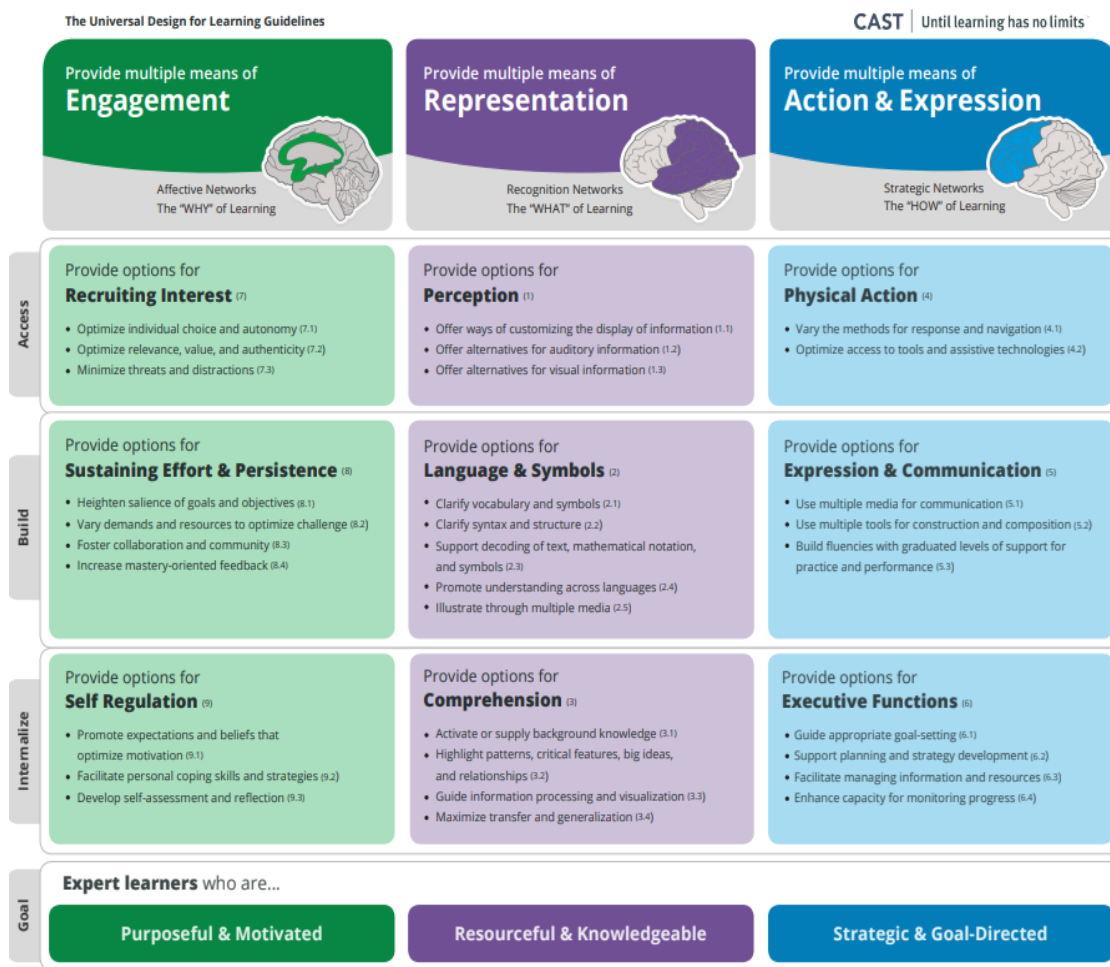 The Universal Design for Learning Guidelines
CAST | Until learning has no limits
Provide multiple means of
Engagement
Affective Networks
The “WHY” of Learning
Provide multiple means of
Representation
Recognition Networks
The “WHAT” of Learning
Provide multiple means of
Action & Expression
Strategic Networks
The “HOW” of Learning
Access
Provide options for
Recruiting Interest (7)
• Optimize individual choice and autonomy (7.1)
• Optimize relevance, value, and authenticity (7.2)
• Minimize threats and distractions (7.3)
Provide options for
Perception (1)
• Offer ways of customizing the display of information (1.1)
• Offer alternatives for auditory information (1.2)
• Offer alternatives for visual information (1.3)
Provide options for
Physical Action (4)
• Vary the methods for response and navigation (4.1)
• Optimize access to tools and assistive technologies (4.2)
Build
Provide options for
Sustaining Effort & Persistence (8)
• Heighten salience of goals and objectives (8.1)
• Vary demands and resources to optimize challenge (8.2)
• Foster collaboration and community (8.3)
• Increase mastery-oriented feedback (8.4)
Provide options for
Language & Symbols (2)
• Clarify vocabulary and symbols (2.1)
• Clarify syntax and structure (2.2)
• Support decoding of text, mathematical notation,
and symbols (2.3)
• Promote understanding across languages (2.4)
• Illustrate through multiple media (2.5)
Provide options for
Expression & Communication (5)
• Use multiple media for communication (5.1)
• Use multiple tools for construction and composition (5.2)
• Build fluencies with graduated levels of support for
practice and performance (5.3)
Internalize
Provide options for
Self Regulation (9)
• Promote expectations and beliefs that
optimize motivation (9.1)
• Facilitate personal coping skills and strategies (9.2)
• Develop self-assessment and reflection (9.3)
Provide options for
Comprehension (3)
• Activate or supply background knowledge (3.1)
• Highlight patterns, critical features, big ideas,
and relationships (3.2)
• Guide information processing and visualization (3.3)
• Maximize transfer and generalization (3.4)
Provide options for
Executive Functions (6)
• Guide appropriate goal-setting (6.1)
• Support planning and strategy development (6.2)
• Facilitate managing information and resources (6.3)
• Enhance capacity for monitoring progress (6.4)
Goal
Expert learners who are...
Purposeful & Motivated
Resourceful & Knowledgeable
Strategic & Goal-Directed